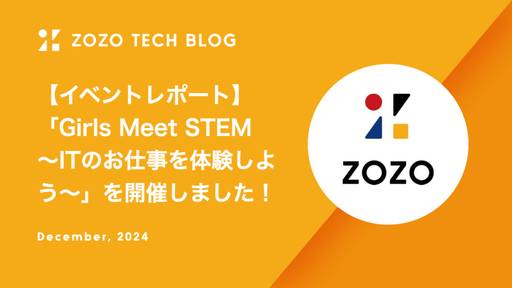 ZOZO TECH BLOG
【イベントレポート】
「Girls Meet STEM
〜ITのお仕事を体験しよ
う〜」を開催しました！
ZOZO
December, 2024